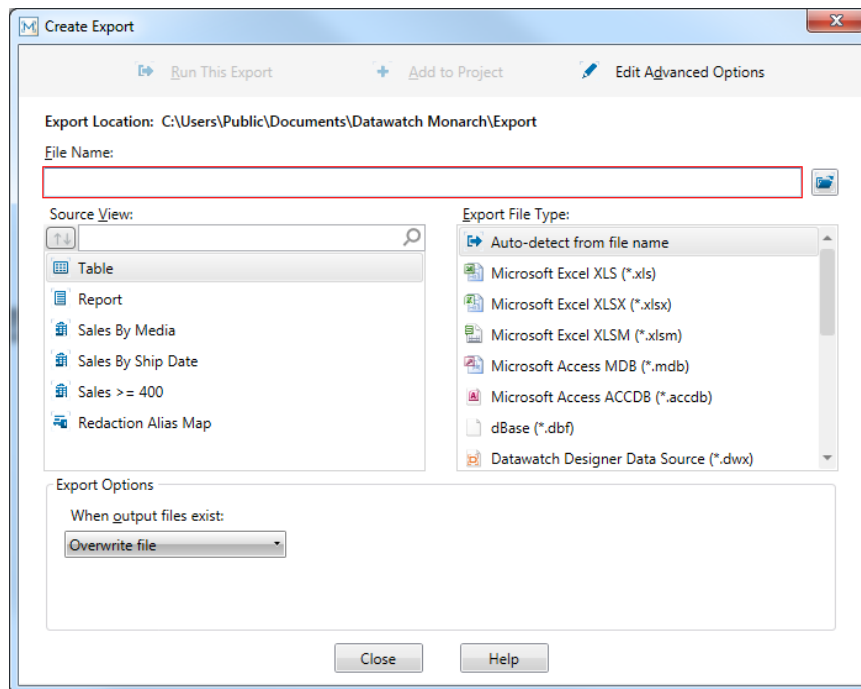 Create Export
Run This Export
Add to Project
Edit Advanced Options
Export Location: C:\Users\Public\Documents\Datawatch Monarch\Export
File Name:
Source View:
Table
Report
Sales By Media
Sales By Ship Date
Sales >= 400
Redaction Alias Map
Export File Type:
Auto-detect from file name
Microsoft Excel XLS (*.xls)
Microsoft Excel XLSX (*.xlsx)
Microsoft Excel XLSM (*.xlsm)
Microsoft Access MDB (*.mdb)
Microsoft Access ACCDB (*.accdb)
dBase (*.dbf)
Datawatch Designer Data Source (*.dwx)
Export Options
When output files exist:
Overwrite file
Close
Help